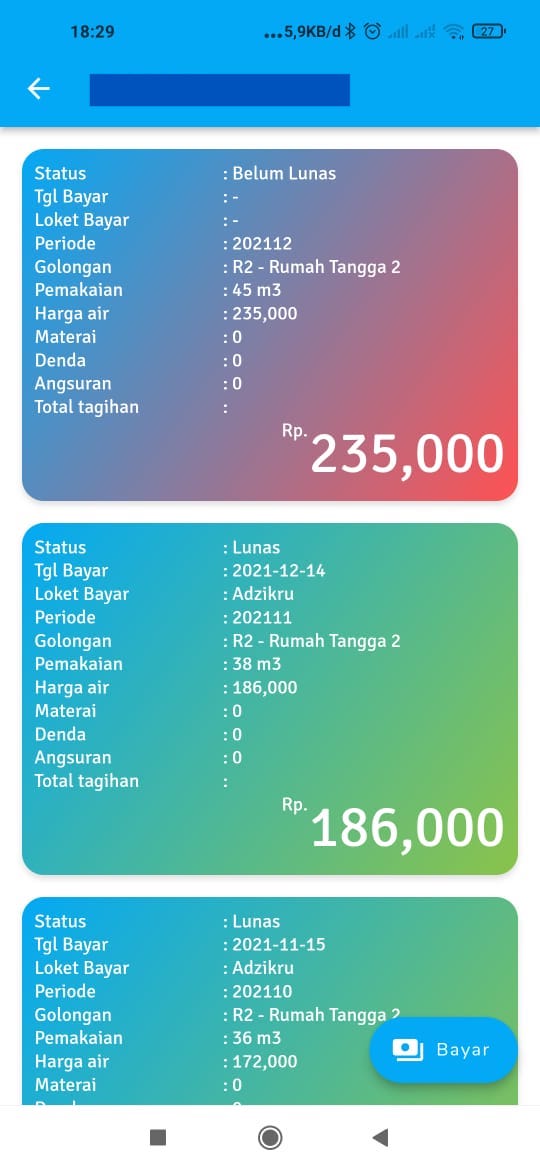 18:29
...5,9KB/d
27
Status : Belum Lunas
Tgl Bayar : -
Loket Bayar : -
Periode : 202112
Golongan : R2 - Rumah Tangga 2
Pemakaian : 45 m3
Harga air : 235,000
Materai : 0
Denda : 0
Angsuran : 0
Total tagihan :
Rp. 235,000
Status : Lunas
Tgl Bayar : 2021-12-14
Loket Bayar : Adzikru
Periode : 202111
Golongan : R2 - Rumah Tangga 2
Pemakaian : 38 m3
Harga air : 186,000
Materai : 0
Denda : 0
Angsuran : 0
Total tagihan :
Rp. 186,000
Status : Lunas
Tgl Bayar : 2021-11-15
Loket Bayar : Adzikru
Periode : 202110
Golongan : R2 - Rumah Tangga 2
Pemakaian : 36 m3
Harga air : 172,000
Materai : 0
Bayar